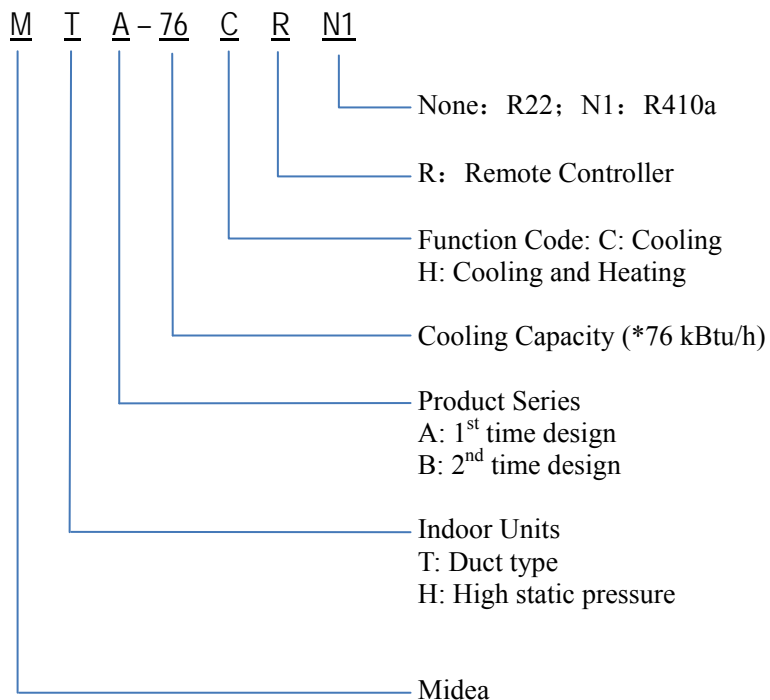 M T A – 76 C R N1
None：R22；N1：R410a
R：Remote Controller
Function Code: C: Cooling
H: Cooling and Heating
Cooling Capacity (*76 kBtu/h)
Product Series
A: 1st time design
B: 2nd time design
Indoor Units
T: Duct type
H: High static pressure
Midea